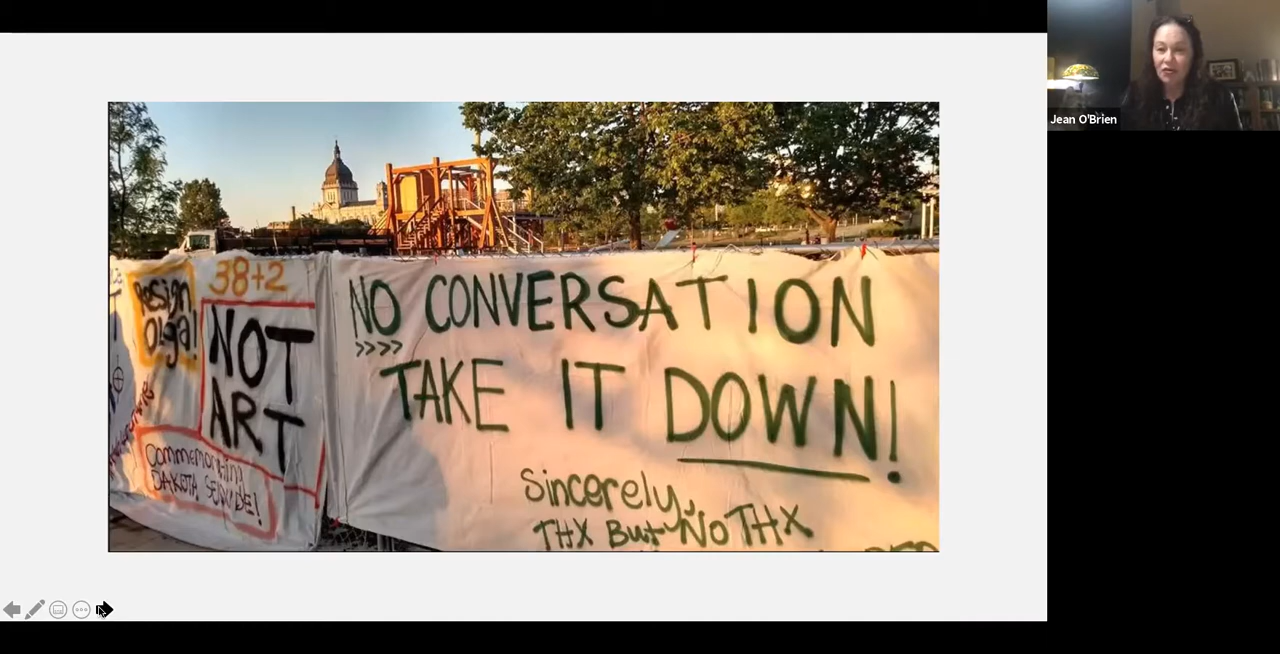 Resign
Olga!
38+2
NOT
ART
Commemorating
DAKOTA
NO CONVERSATION
>>>>
TAKE IT DOWN!
Sincerely,
THX But No THX
Jean O'Brien